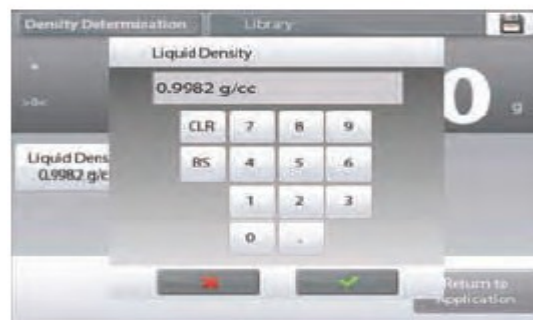 Density Determination Library
Liquid Density
0.9982 g/cc
0 g
>0<
CLR 7 8 9
Liquid Dens
0.9982 g/c
BS 4 5 6
1 2 3
0 .
Return to
Application